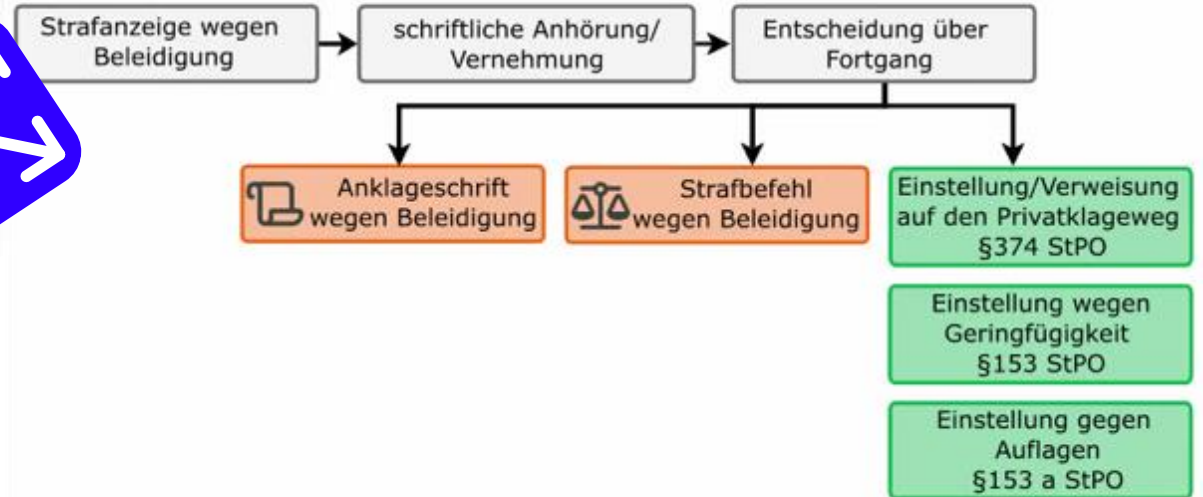 Strafanzeige wegen
Beleidigung
schriftliche Anhörung/
Vernehmung
Entscheidung über
Fortgang
Anklageschrift
wegen Beleidigung
Strafbefehl
wegen Beleidigung
Einstellung/Verweisung
auf den Privatklageweg
§374 StPO
Einstellung wegen
Geringfügigkeit
§153 StPO
Einstellung gegen
Auflagen
§153 a StPO